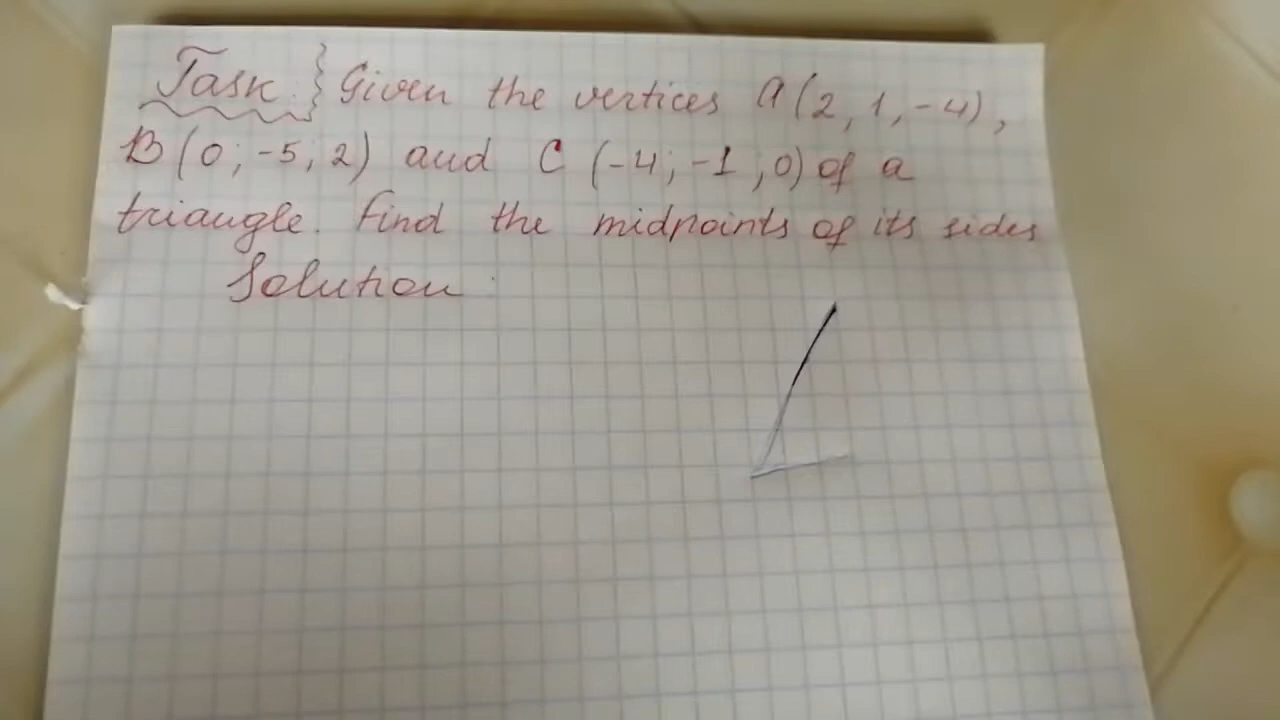 Task. Given the vertices A(2, 1, -4),
B(0; -5; 2) and C (-4; -1; 0) of a
triangle. Find the midpoints of its sides
Solution.